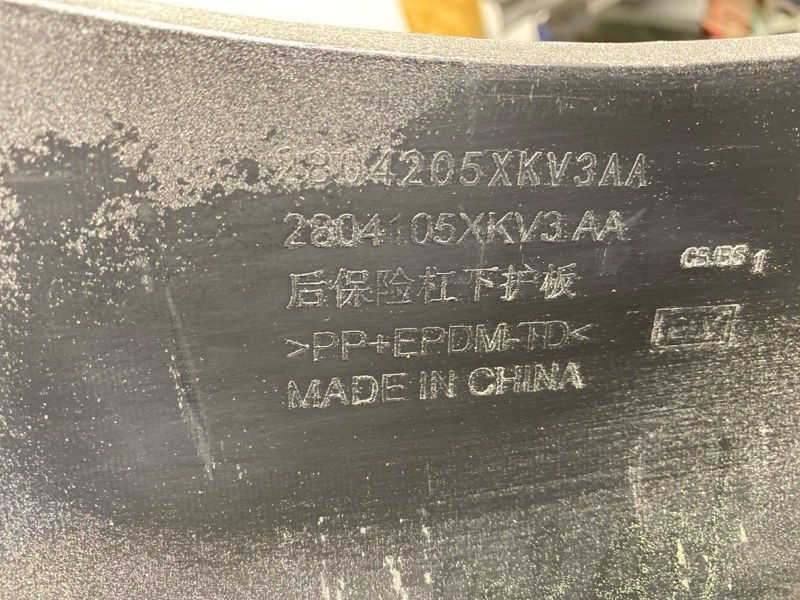 2804205XKV3AA
2804105XKV3AA
后保险杠下护板
>PP+EPDM-TD<
MADE IN CHINA